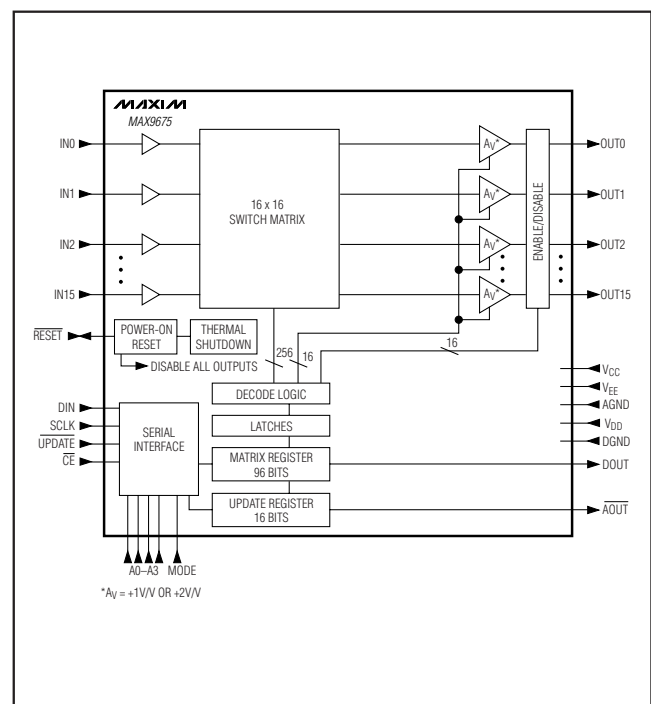 MAXIM
MAX9675
IN0
IN1
IN2
IN15
16 x 16
SWITCH MATRIX
AV*
AV*
AV*
AV*
ENABLE/DISABLE
OUT0
OUT1
OUT2
OUT15
RESET
POWER-ON
RESET
THERMAL
SHUTDOWN
DISABLE ALL OUTPUTS
256
16
16
DECODE LOGIC
LATCHES
MATRIX REGISTER
96 BITS
UPDATE REGISTER
16 BITS
DIN
SCLK
UPDATE
CE
SERIAL
INTERFACE
VCC
VEE
AGND
VDD
DGND
DOUT
AOUT
A0–A3
MODE
*AV = +1V/V OR +2V/V